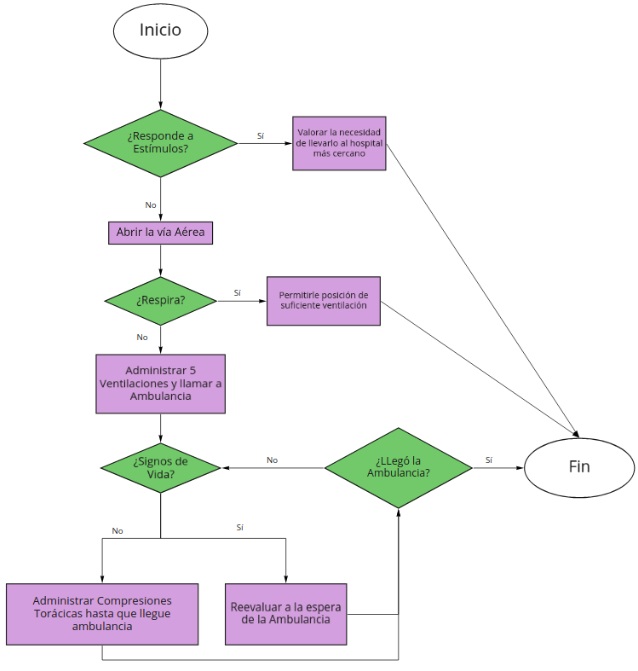 Inicio
¿Responde a
Estímulos?
Sí
Valorar la necesidad
de llevarlo al hospital
más cercano
No
Abrir la vía Aérea
¿Respira?
Sí
Permitirle posición de
suficiente ventilación
No
Administrar 5
Ventilaciones y llamar a
Ambulancia
¿Signos de
Vida?
No
¿LLegó la
Ambulancia?
Sí
Fin
No
Sí
Administrar Compresiones
Torácicas hasta que llegue
ambulancia
Reevaluar a la espera
de la Ambulancia